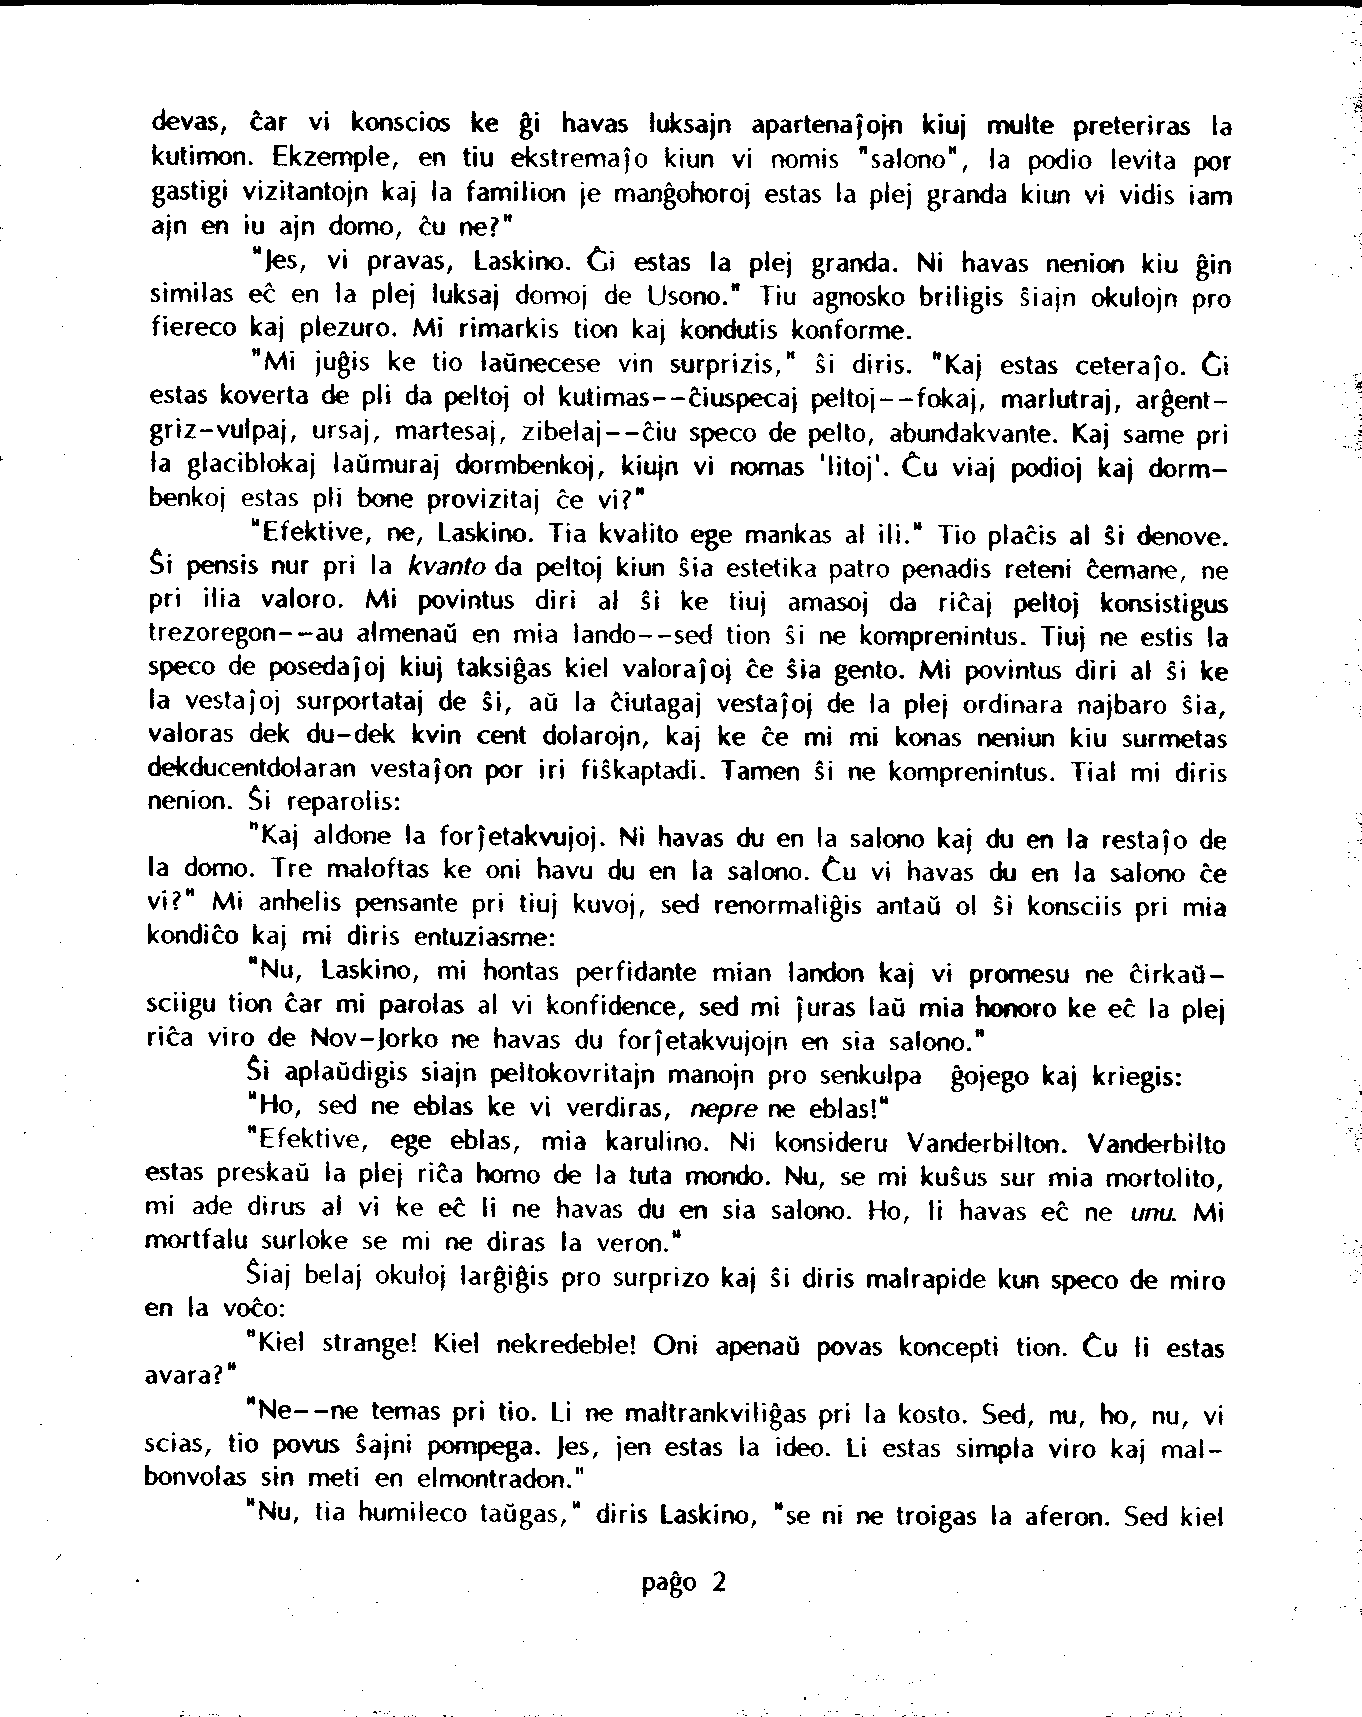 devas, ĉar vi konscios ke ĝi havas luksajn apartenaĵojn kiuj multe preteriras la
kutimon. Ekzemple, en tiu ekstremaĵo kiun vi nomis "salono", la podio levita por
gastigi vizitantojn kaj la familion je manĝohoroj estas la plej granda kiun vi vidis iam
ajn en iu ajn domo, ĉu ne?"
"Jes, vi pravas, Laskino. Ĝi estas la plej granda. Ni havas nenion kiu ĝin
similas eĉ en la plej luksaj domoj de Usono." Tiu agnosko briligis ŝiajn okulojn pro
fiereco kaj plezuro. Mi rimarkis tion kaj kondutis konforme.
"Mi juĝis ke tio laŭnecese vin surprizis," ŝi diris. "Kaj estas ceteraĵo. Ĝi
estas koverta de pli da peltoj ol kutimas--ĉiuspecaj peltoj--fokaj, marlutraj, arĝent-
griz-vulpaj, ursaj, martesaj, zibelaj--ĉiu speco de pelto, abundakvante. Kaj same pri
la glaciblokaj laŭmuraj dormbenkoj, kiujn vi nomas 'litoj'. Ĉu viaj podioj kaj dorm-
benkoj estas pli bone provizitaj ĉe vi?"
"Efektive, ne, Laskino. Tia kvalito ege mankas al ili." Tio plaĉis al ŝi denove.
Ŝi pensis nur pri la kvanto da peltoj kiun ŝia estetika patro penadis reteni ĉemane, ne
pri ilia valoro. Mi povintus diri al ŝi ke tiuj amasoj da riĉaj peltoj konsistigus
trezoregon--au almenaŭ en mia lando--sed tion ŝi ne komprenintus. Tiuj ne estis la
speco de posedaĵoj kiuj taksiĝas kiel valoraĵoj ĉe ŝia gento. Mi povintus diri al ŝi ke
la vestaĵoj surportataj de ŝi, aŭ la ĉiutagaj vestaĵoj de la plej ordinara najbaro ŝia,
valoras dek du-dek kvin cent dolarojn, kaj ke ĉe mi mi konas neniun kiu surmetas
dekducentdolaran vestaĵon por iri fiŝkaptadi. Tamen ŝi ne komprenintus. Tial mi diris
nenion. Ŝi reparolis:
"Kaj aldone la forĵetakvujoj. Ni havas du en la salono kaj du en la restaĵo de
la domo. Tre maloftas ke oni havu du en la salono. Ĉu vi havas du en la salono ĉe
vi?" Mi anhelis pensante pri tiuj kuvoj, sed renormaliĝis antaŭ ol ŝi konsciis pri mia
kondiĉo kaj mi diris entuziasme:
"Nu, Laskino, mi hontas perfidante mian landon kaj vi promesu ne ĉirkaŭ-
sciigu tion ĉar mi parolas al vi konfidence, sed mi ĵuras laŭ mia honoro ke eĉ la plej
riĉa viro de Nov-Jorko ne havas du forĵetakvujojn en sia salono."
Ŝi aplaŭdigis siajn peltokovritajn manojn pro senkulpa ĝojego kaj kriegis:
"Ho, sed ne eblas ke vi verdiras, nepre ne eblas!"
"Efektive, ege eblas, mia karulino. Ni konsideru Vanderbilton. Vanderbilto
estas preskaŭ la plej riĉa homo de la tuta mondo. Nu, se mi kuŝus sur mia mortolito,
mi ade dirus al vi ke eĉ li ne havas du en sia salono. Ho, li havas eĉ ne unu. Mi
mortfalu surloke se mi ne diras la veron."
Ŝiaj belaj okuloj larĝiĝis pro surprizo kaj ŝi diris malrapide kun speco de miro
en la voĉo:
"Kiel strange! Kiel nekredeble! Oni apenaŭ povas koncepti tion. Ĉu li estas
avara?"
"Ne--ne temas pri tio. Li ne maltrankviliĝas pri la kosto. Sed, nu, ho, nu, vi
scias, tio povus ŝajni pompega. Jes, jen estas la ideo. Li estas simpla viro kaj mal-
bonvolas sin meti en elmontradon."
"Nu, tia humileco taŭgas," diris Laskino, "se ni ne troigas la aferon. Sed kiel
paĝo 2